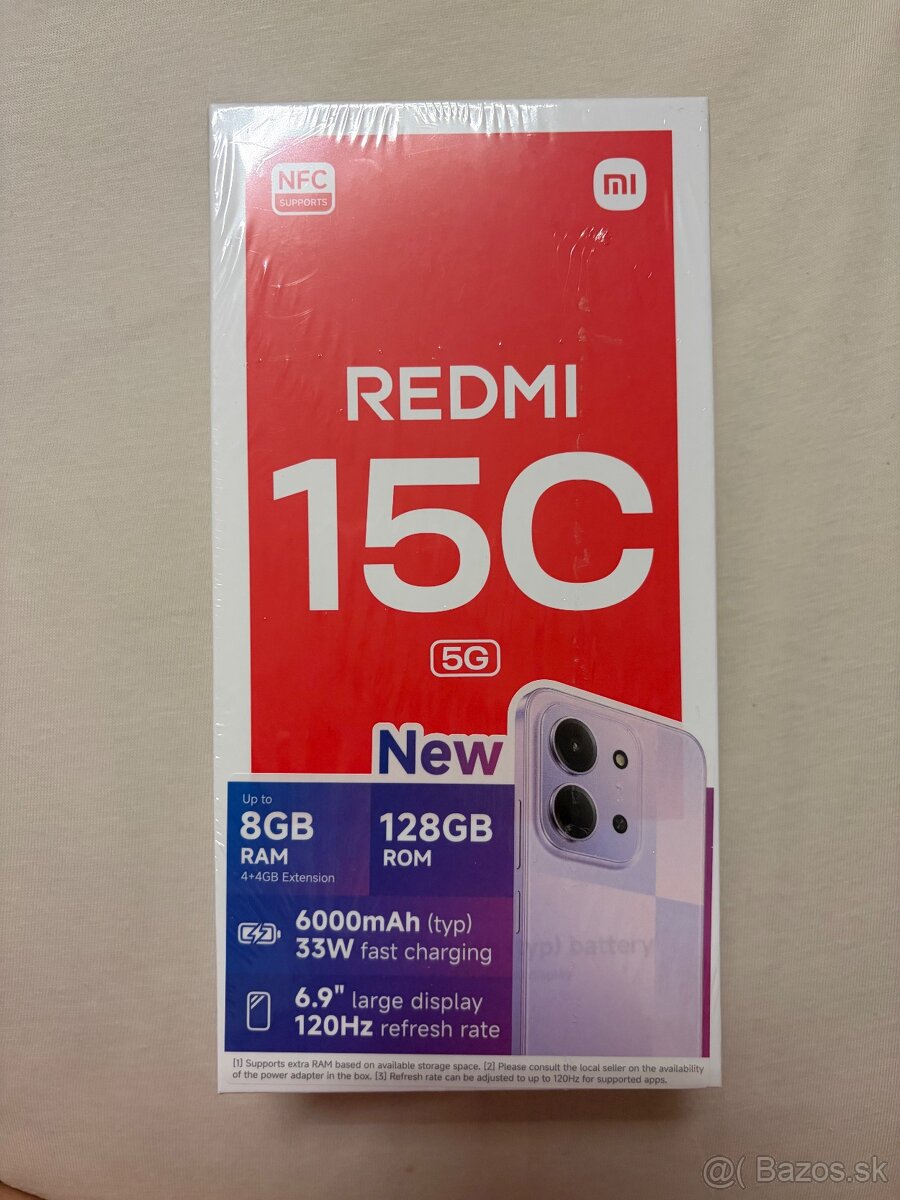 NFC
SUPPORTS
mi
REDMI
15C
5G
New
Up to
8GB
RAM
4+4GB Extension
128GB
ROM
6000mAh (typ)
33W fast charging
typ) battery
6.9" large display
120Hz refresh rate
[1] Supports extra RAM based on available storage space. [2] Please consult the local seller on the availability
of the power adapter in the box. [3] Refresh rate can be adjusted to up to 120Hz for supported apps.
@( Bazos.sk